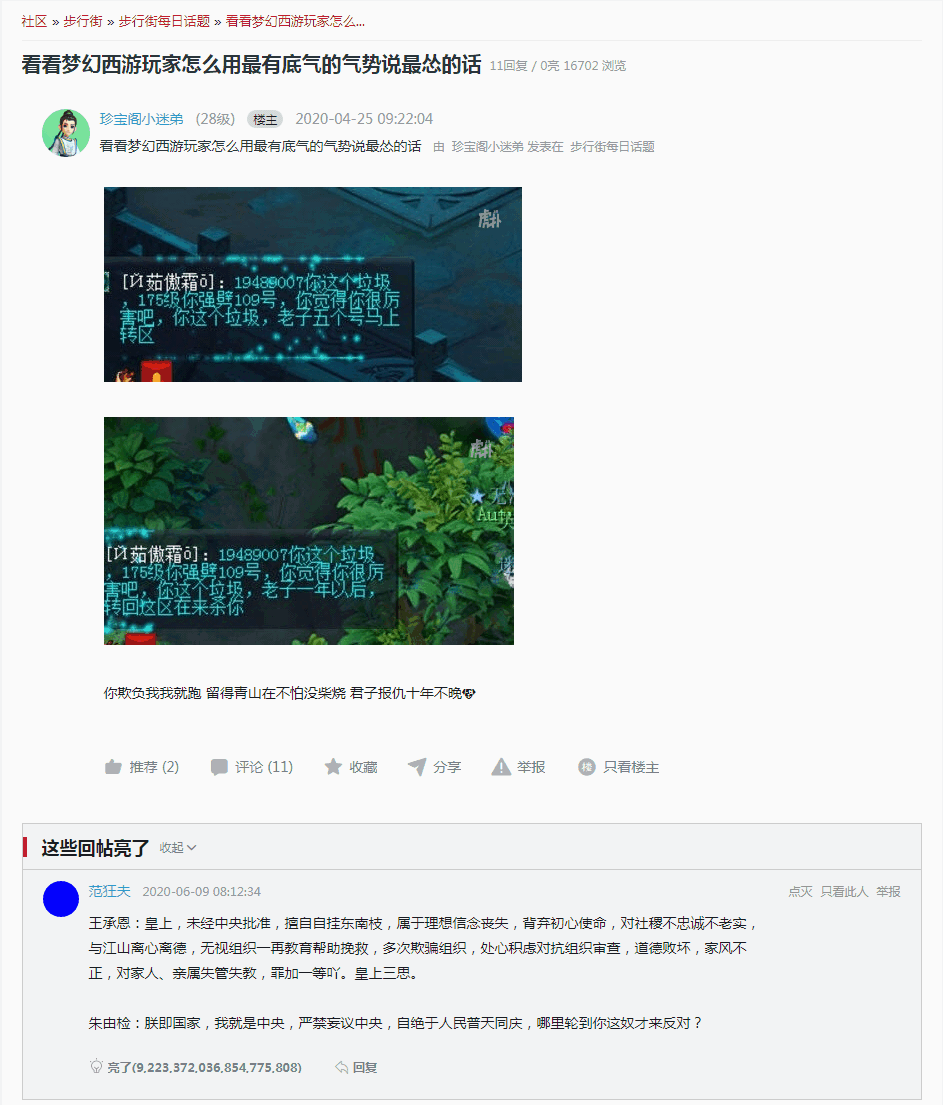 社区 » 步行街 » 步行街每日话题 » 看看梦幻西游玩家怎么...
看看梦幻西游玩家怎么用最有底气的气势说最怂的话 11回复 / 0亮 16702 浏览
珍宝阁小迷弟 (28级) 楼主 2020-04-25 09:22:04
看看梦幻西游玩家怎么用最有底气的气势说最怂的话 由 珍宝阁小迷弟 发表在 步行街每日话题
虎扑
茹傲霜ō]：19489007你这个垃圾
，175级你强劈109号，你觉得你很厉
害吧，你这个垃圾，老子五个号马上
转区
虎扑
茹傲霜ō]：19489007你这个垃圾
，175级你强劈109号，你觉得你很厉
害吧，你这个垃圾，老子一年以后，
转回这区在来茶你
你欺负我我就跑 留得青山在不怕没柴烧 君子报仇十年不晚
推荐 (2) 评论 (11) 收藏 分享 举报 楼 只看楼主
这些回帖亮了 收起
范狂夫 2020-06-09 08:12:34 点灭 只看此人 举报
王承恩：皇上，未经中央批准，擅自自挂东南枝，属于理想信念丧失，背弃初心使命，对社稷不忠诚不老实，
与江山离心离德，无视组织一再教育帮助挽救，多次欺骗组织，处心积虑对抗组织审查，道德败坏，家风不
正，对家人、亲属失管失教，罪加一等吖。皇上三思。
朱由检：朕即国家，我就是中央，严禁妄议中央，自绝于人民普天同庆，哪里轮到你这奴才来反对？
亮了(9,223,372,036,854,775,808) 回复